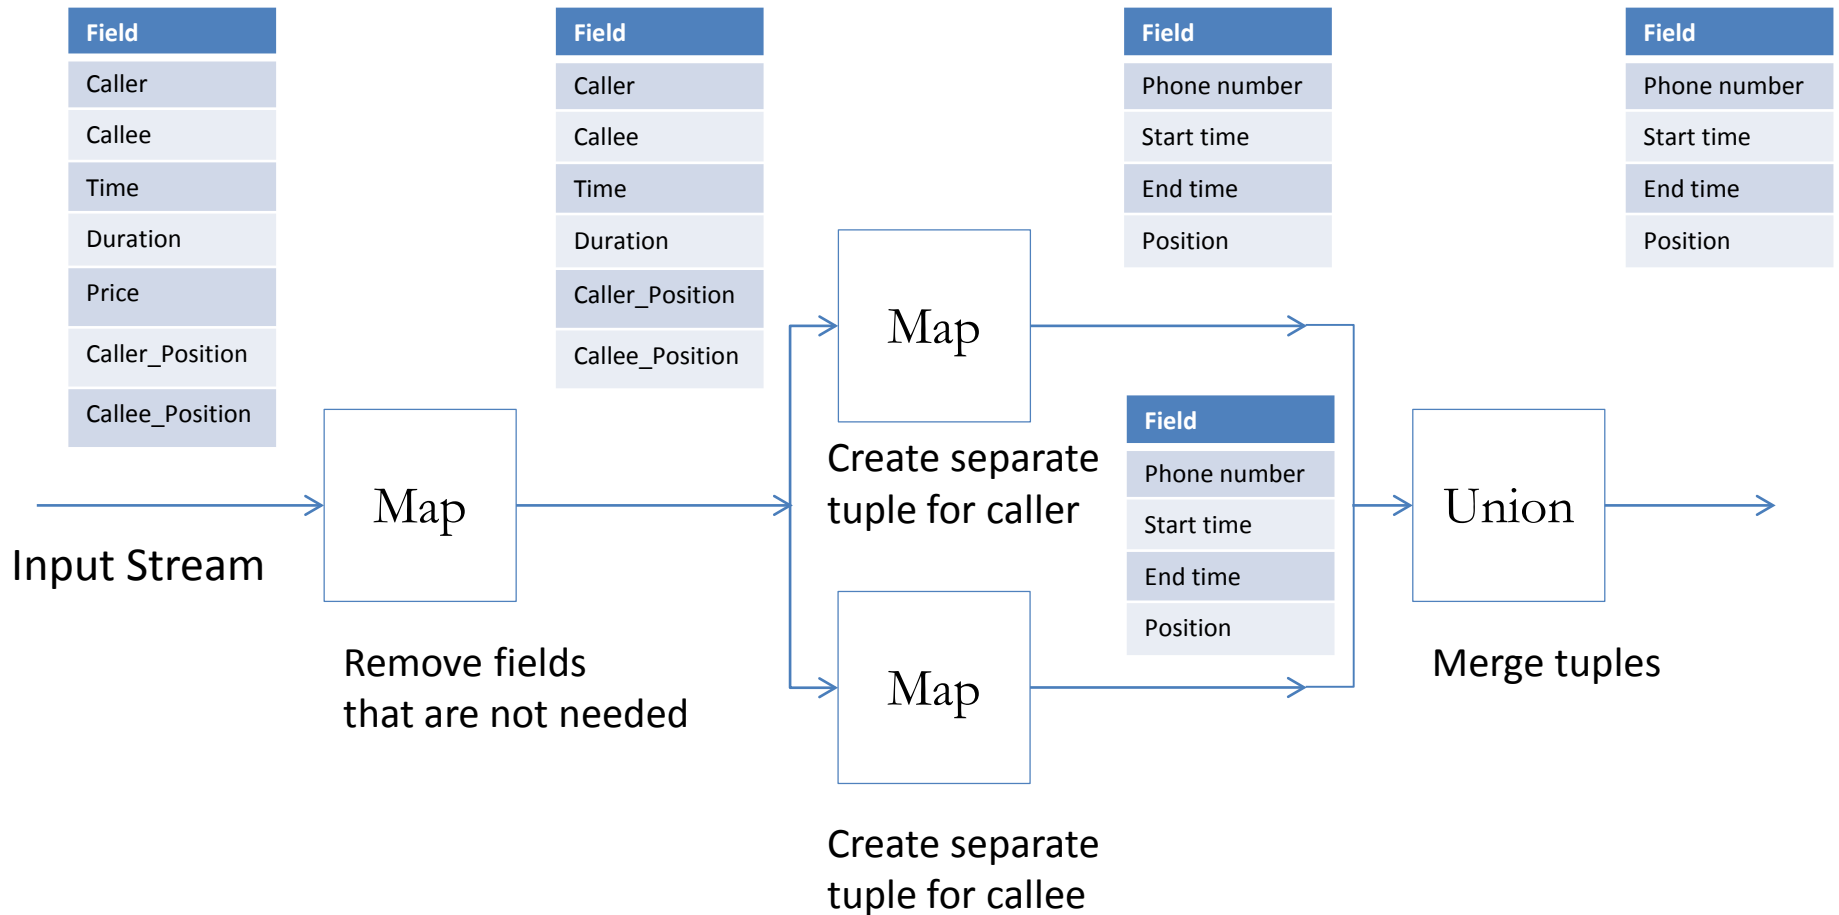 Field
Caller
Callee
Time
Duration
Price
Caller_Position
Callee_Position
Field
Caller
Callee
Time
Duration
Caller_Position
Callee_Position
Field
Phone number
Start time
End time
Position
Field
Phone number
Start time
End time
Position
Input Stream
Map
Remove fields
that are not needed
Map
Create separate
tuple for caller
Field
Phone number
Start time
End time
Position
Map
Create separate
tuple for callee
Union
Merge tuples